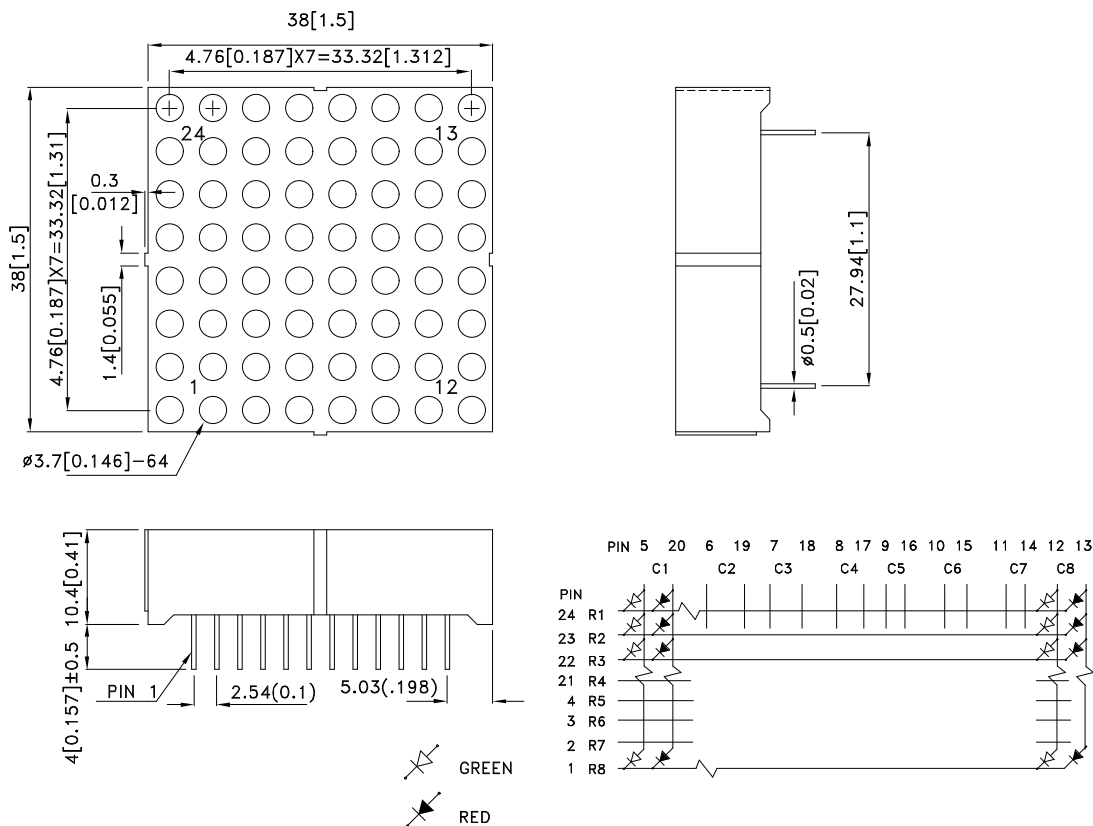 38[1.5]
4.76[0.187]X7=33.32[1.312]
24
13
0.3
[0.012]
38[1.5]
4.76[0.187]X7=33.32[1.31]
1.4[0.055]
1
12
ø3.7[0.146]-64
27.94[1.1]
ø0.5[0.02]
10.4[0.41]
4[0.157]±0.5
PIN 1
2.54(0.1)
5.03(.198)
GREEN
RED
PIN 5 20 6 19 7 18 8 17 9 16 10 15 11 14 12 13
C1 C2 C3 C4 C5 C6 C7 C8
PIN
24 R1
23 R2
22 R3
21 R4
4 R5
3 R6
2 R7
1 R8